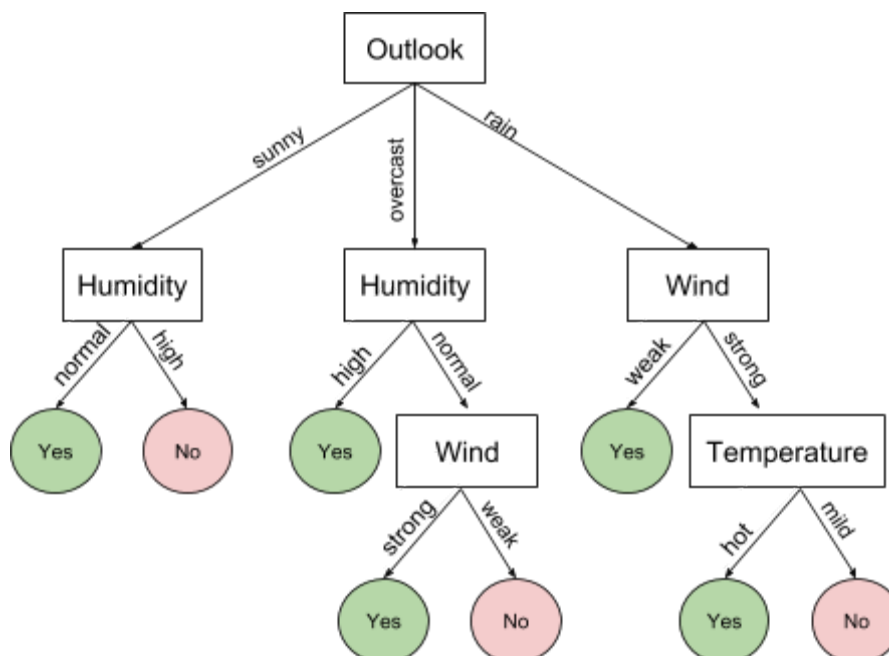 Outlook
sunny
overcast
rain
Humidity
Humidity
Wind
normal
high
high
normal
weak
strong
Yes
No
Yes
Wind
Yes
Temperature
strong
weak
hot
mild
Yes
No
Yes
No